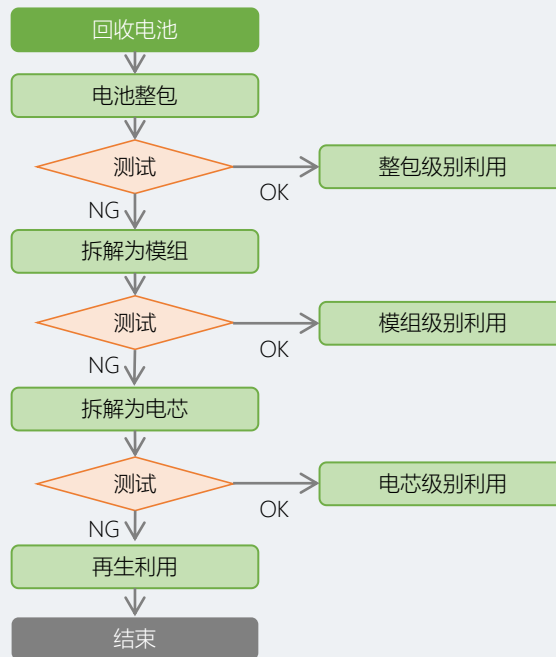 回收电池
电池整包
测试
整包级别利用
OK
NG
拆解为模组
测试
模组级别利用
OK
NG
拆解为电芯
测试
电芯级别利用
OK
NG
再生利用
结束